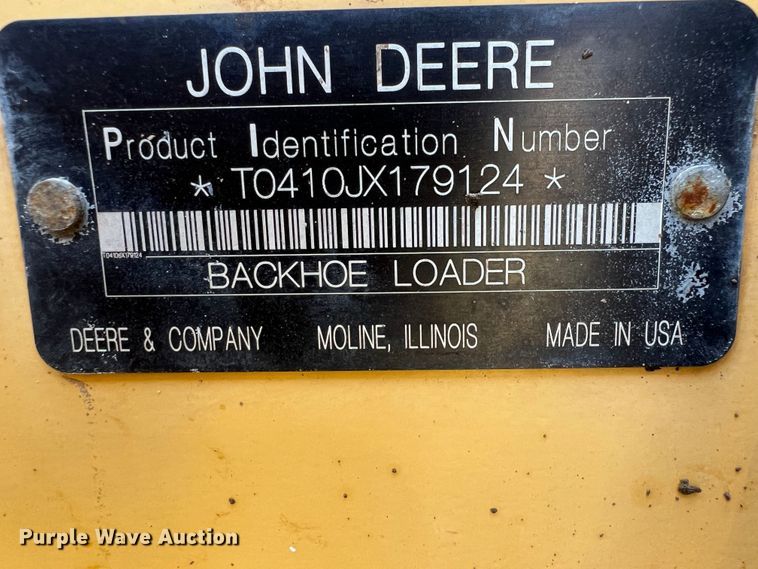 JOHN DEERE
Product Identification Number
* T0410JX179124 *
BACKHOE LOADER
DEERE & COMPANY MOLINE, ILLINOIS MADE IN USA
Purple Wave Auction